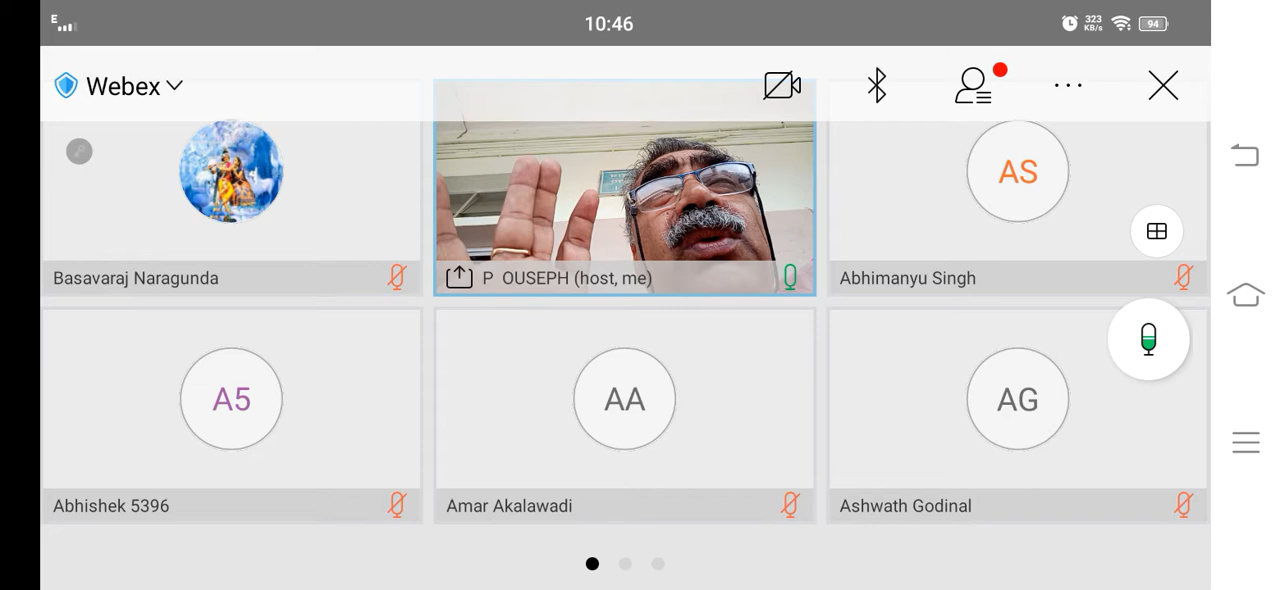 E
10:46
323
KB/s
94
Webex
AS
Basavaraj Naragunda
P OUSEPH (host, me)
Abhimanyu Singh
A5
AA
AG
Abhishek 5396
Amar Akalawadi
Ashwath Godinal